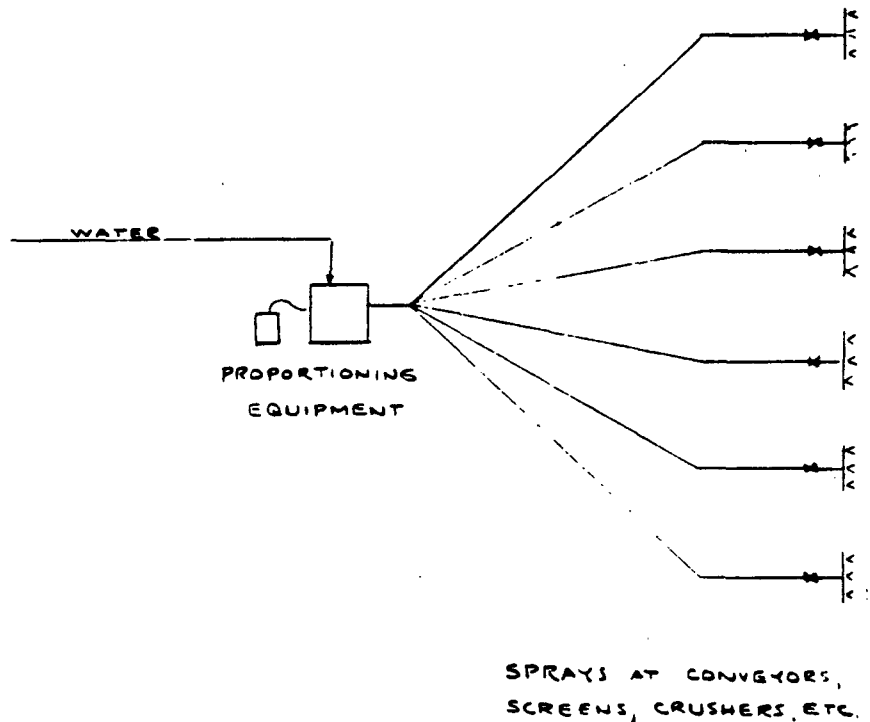 WATER
PROPORTIONING
EQUIPMENT
SPRAYS AT CONVEYORS,
SCREENS, CRUSHERS, ETC.